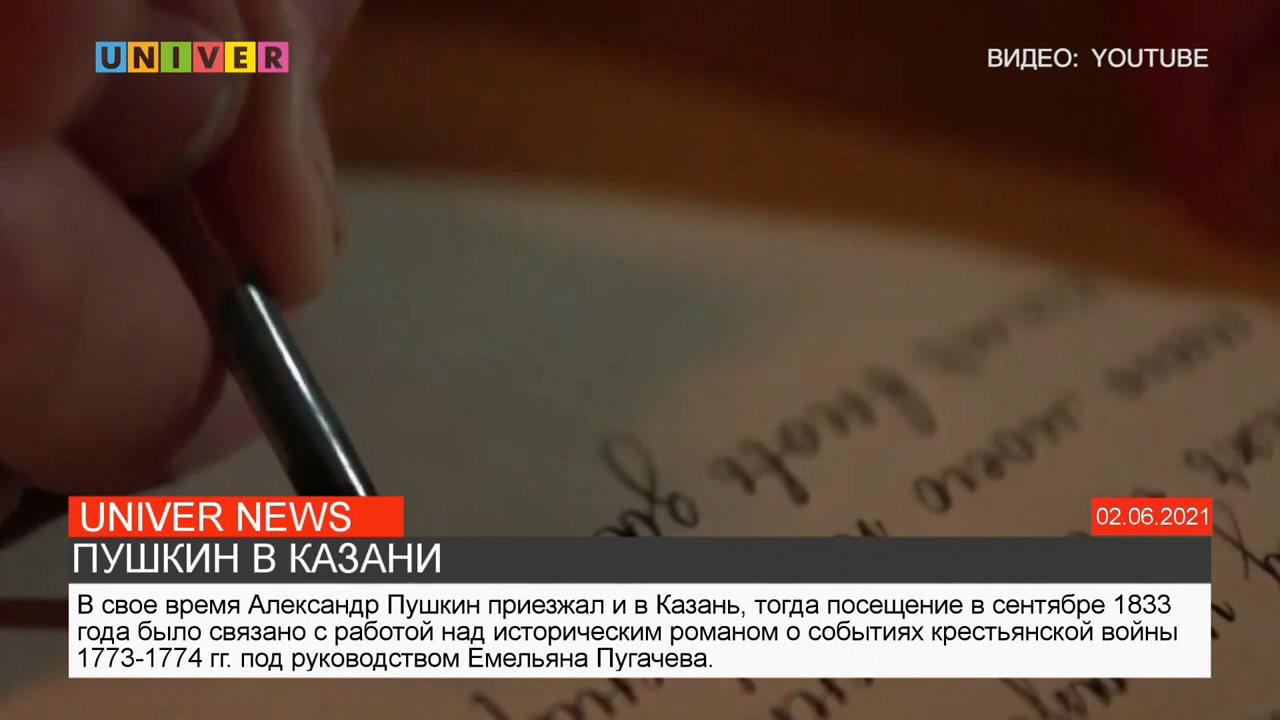 UNIVER
ВИДЕО: YOUTUBE
UNIVER NEWS
02.06.2021
ПУШКИН В КАЗАНИ
В свое время Александр Пушкин приезжал и в Казань, тогда посещение в сентябре 1833
года было связано с работой над историческим романом о событиях крестьянской войны
1773-1774 гг. под руководством Емельяна Пугачева.